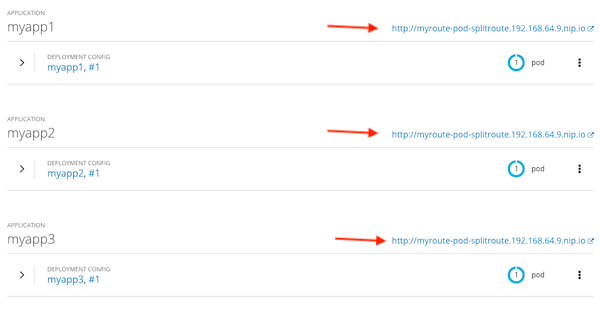 APPLICATION
myapp1
http://myroute-pod-splitroute.192.168.64.9.nip.io
DEPLOYMENT CONFIG
myapp1, #1
1 pod
APPLICATION
myapp2
http://myroute-pod-splitroute.192.168.64.9.nip.io
DEPLOYMENT CONFIG
myapp2, #1
1 pod
APPLICATION
myapp3
http://myroute-pod-splitroute.192.168.64.9.nip.io
DEPLOYMENT CONFIG
myapp3, #1
1 pod